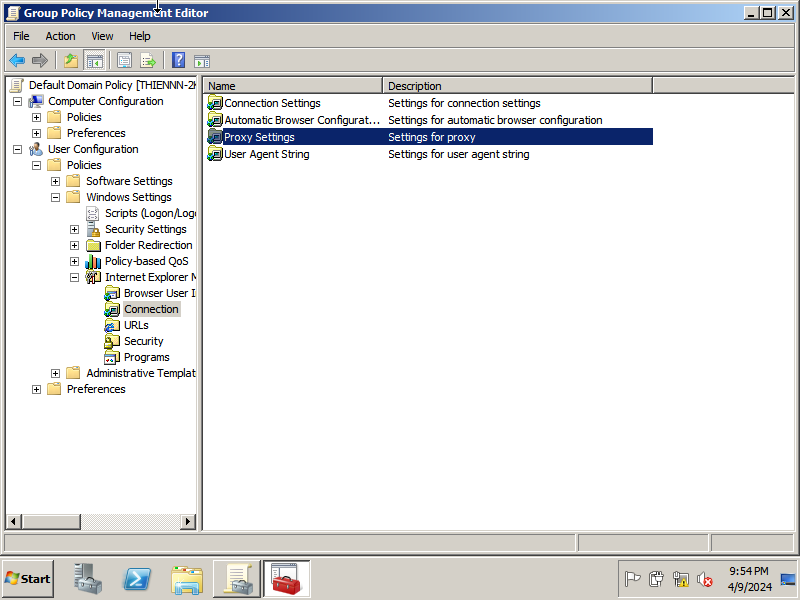 Group Policy Management Editor
File Action View Help
Default Domain Policy [THIENNN-2
Computer Configuration
Policies
Preferences
User Configuration
Policies
Software Settings
Windows Settings
Scripts (Logon/Log
Security Settings
Folder Redirection
Policy-based QoS
Internet Explorer
Browser User
Connection
URLs
Security
Programs
Administrative Templat
Preferences
Name Description
Connection Settings Settings for connection settings
Automatic Browser Configurat... Settings for automatic browser configuration
Proxy Settings Settings for proxy
User Agent String Settings for user agent string
Start
9:54 PM
4/9/2024